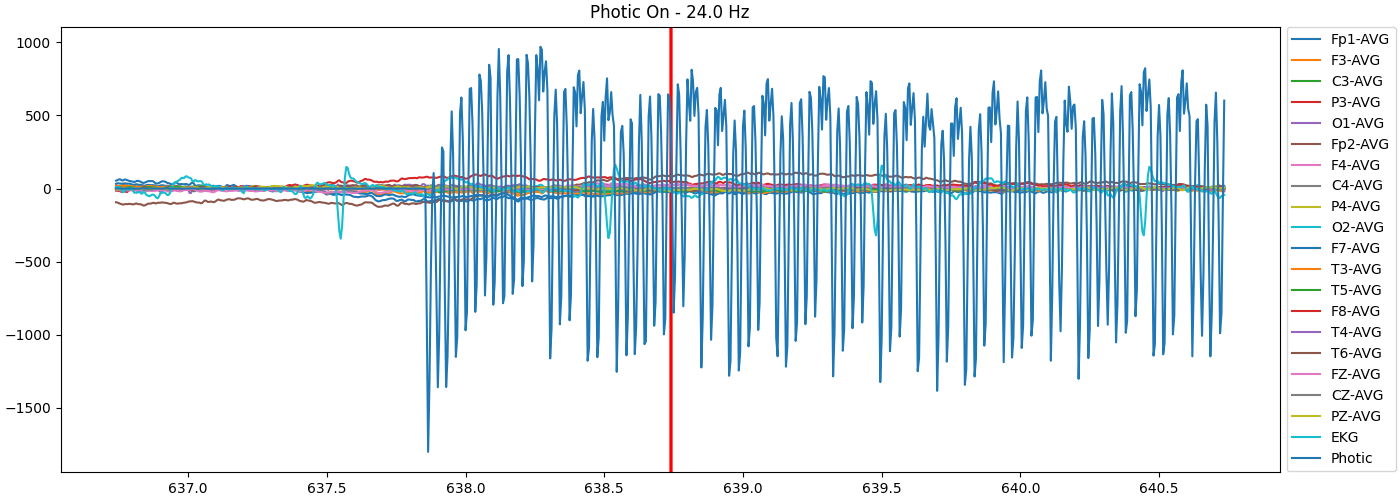 Photic On - 24.0 Hz
1000
500
0
−500
−1000
−1500
637.0 637.5 638.0 638.5 639.0 639.5 640.0 640.5
Fp1-AVG
F3-AVG
C3-AVG
P3-AVG
O1-AVG
Fp2-AVG
F4-AVG
C4-AVG
P4-AVG
O2-AVG
F7-AVG
T3-AVG
T5-AVG
F8-AVG
T4-AVG
T6-AVG
FZ-AVG
CZ-AVG
PZ-AVG
EKG
Photic